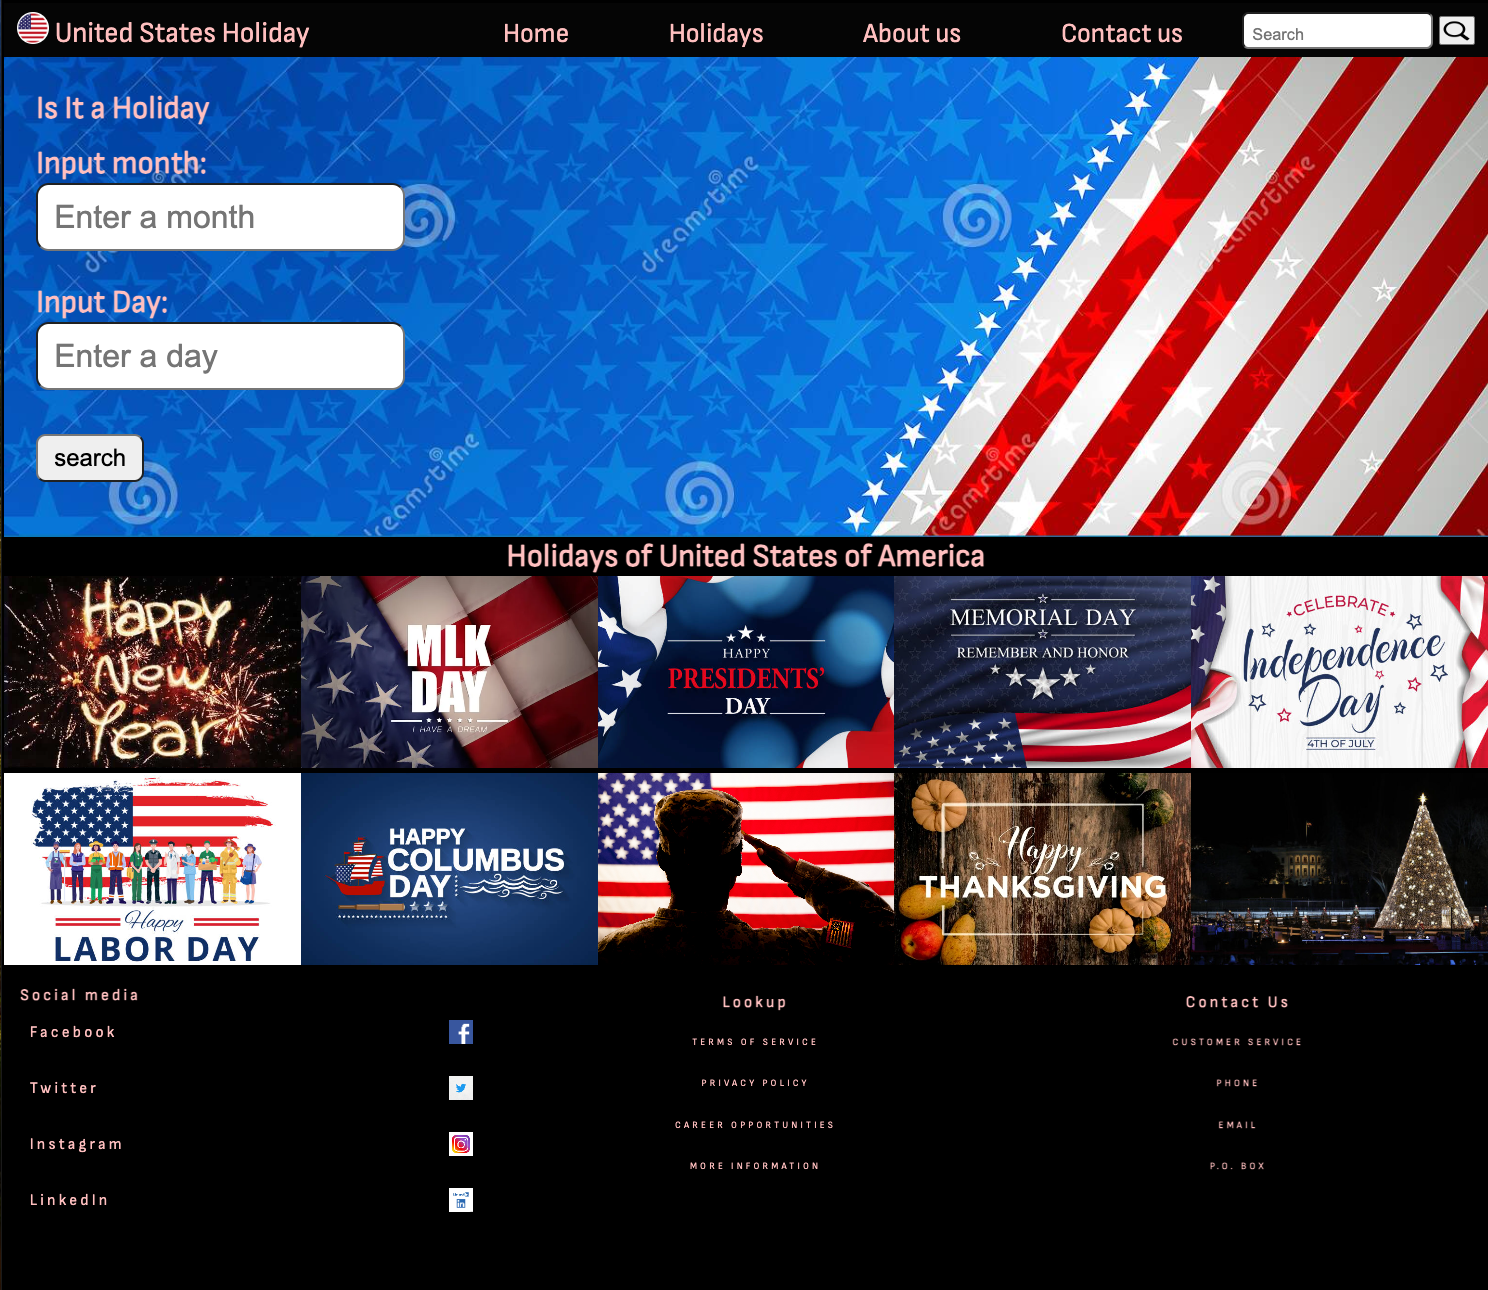 United States Holiday
Home
Holidays
About us
Contact us
Search
Is It a Holiday
Input month:
Enter a month
Input Day:
Enter a day
search
dreamstime
dreamstime
dreamstime
dreamstime
Holidays of United States of America
Happy
New
Year
MLK
DAY
I HAVE A DREAM
HAPPY
PRESIDENTS'
DAY
MEMORIAL DAY
REMEMBER AND HONOR
CELEBRATE
Independence
Day
4TH OF JULY
Happy
LABOR DAY
HAPPY
COLUMBUS
DAY
Happy
THANKSGIVING
Social media
Facebook
Twitter
Instagram
LinkedIn
Lookup
TERMS OF SERVICE
PRIVACY POLICY
CAREER OPPORTUNITIES
MORE INFORMATION
Contact Us
CUSTOMER SERVICE
PHONE
EMAIL
P.O. BOX